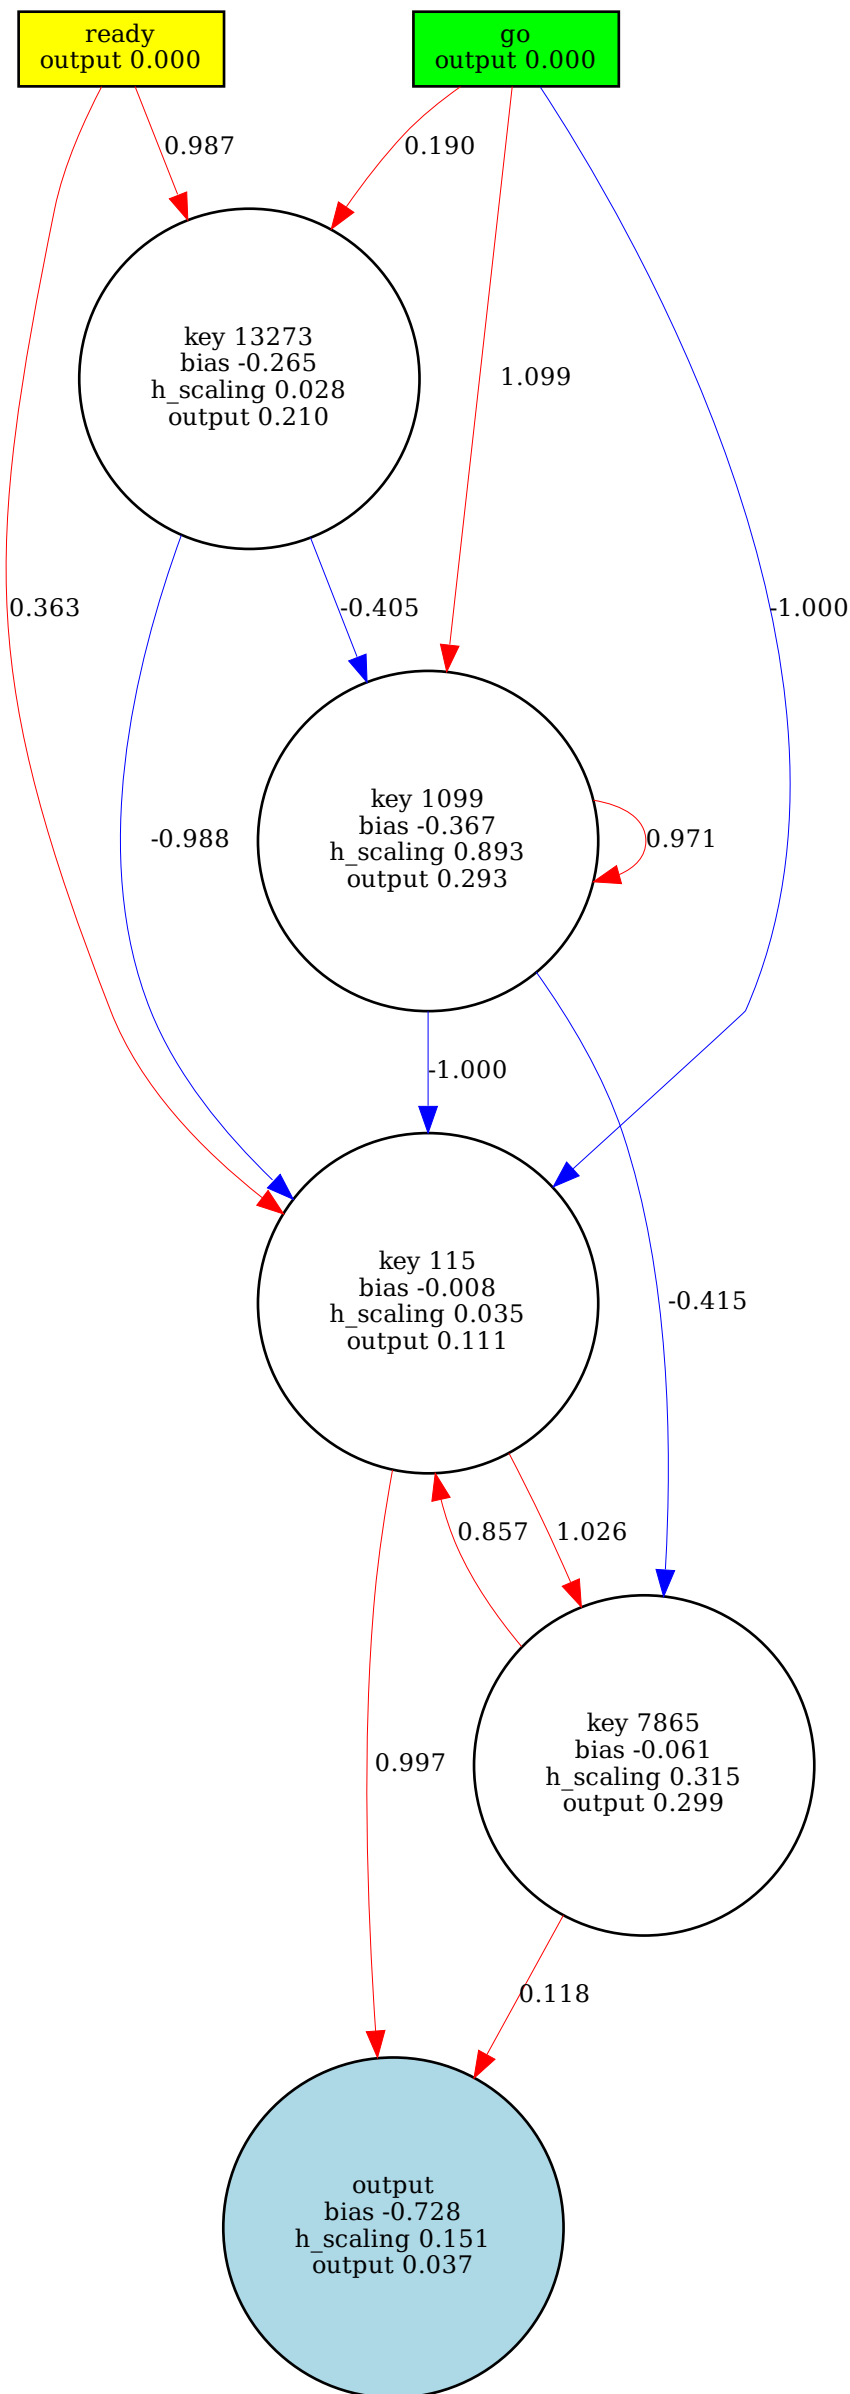 ready
output 0.000
go
output 0.000
0.987
0.190
key 13273
bias -0.265
h_scaling 0.028
output 0.210
1.099
0.363
-0.405
-1.000
key 1099
bias -0.367
h_scaling 0.893
output 0.293
-0.988
0.971
-1.000
key 115
bias -0.008
h_scaling 0.035
output 0.111
-0.415
0.857
1.026
key 7865
bias -0.061
h_scaling 0.315
output 0.299
0.997
0.118
output
bias -0.728
h_scaling 0.151
output 0.037